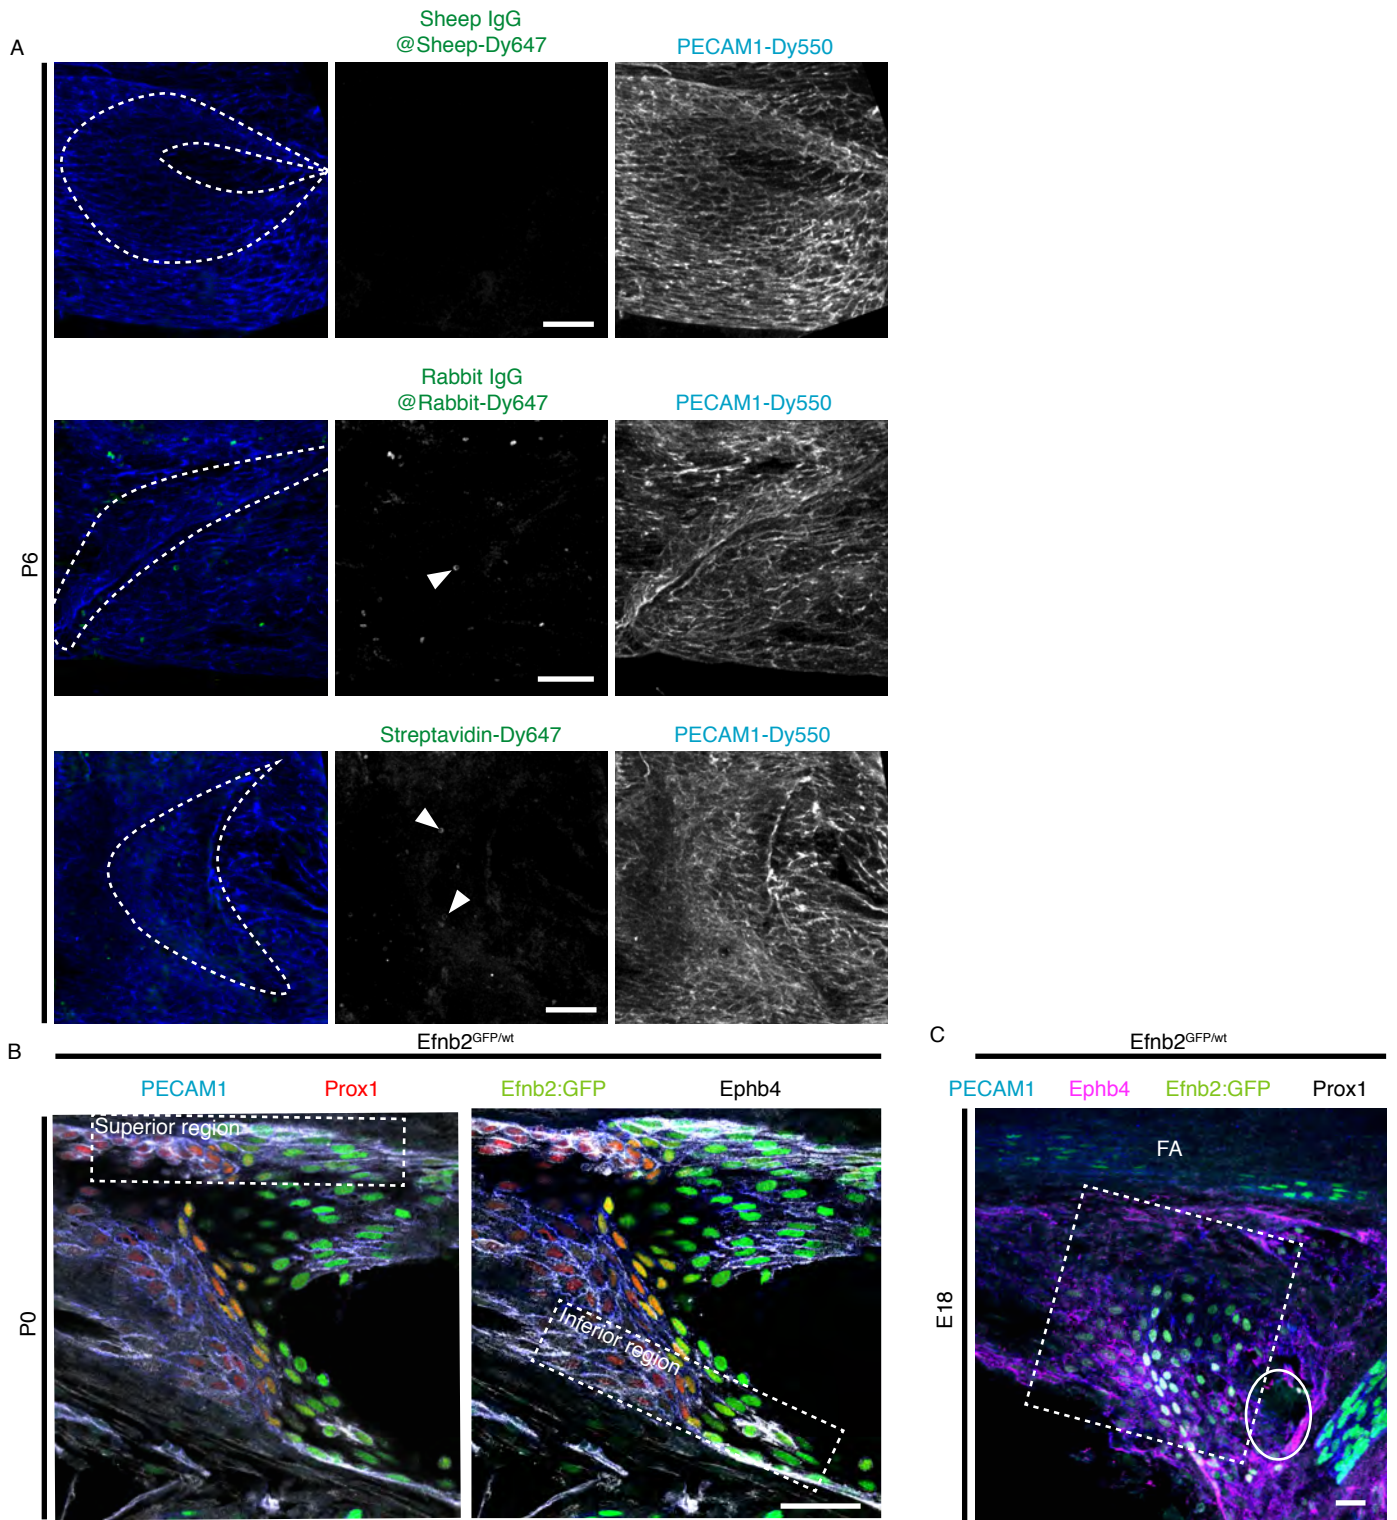 A
Sheep IgG
@Sheep-Dy647
PECAM1-Dy550
P6
Rabbit IgG
@Rabbit-Dy647
PECAM1-Dy550
Streptavidin-Dy647
PECAM1-Dy550
B
Efnb2GFP/wt
PECAM1
Prox1
Efnb2:GFP
Ephb4
P0
Superior region
Inferior region
C
Efnb2GFP/wt
PECAM1
Ephb4
Efnb2:GFP
Prox1
E18
FA